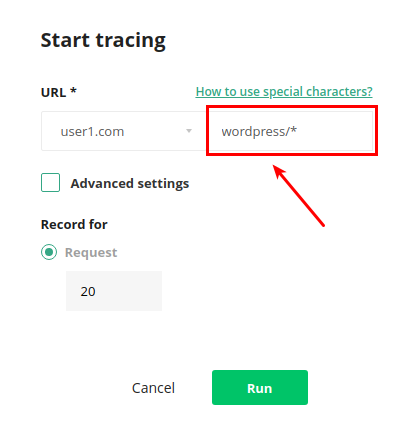 Start tracing
URL * How to use special characters?
user1.com wordpress/*
Advanced settings
Record for
Request
20
Cancel Run